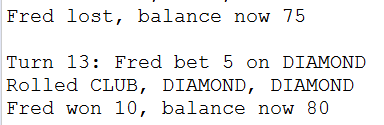 Fred lost, balance now 75
Turn 13: Fred bet 5 on DIAMOND
Rolled CLUB, DIAMOND, DIAMOND
Fred won 10, balance now 80